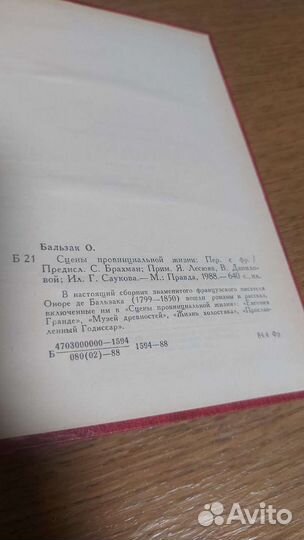 Бальзак О.
Б 21 Сцены провинциальной жизни: Пер. с фр./
Предисл. С. Брахман; Прим. Я. Лесюка, В. Данило-
вой; Ил. Г. Саукова.— М.: Правда, 1988.—640 с., ил.
В настоящий сборник знаменитого французского писателя
Оноре де Бальзака (1799—1850) вошли романы и рассказ,
включенные им в «Сцены провинциальной жизни»: «Евгения
Гранде», «Музей древностей», «Жизнь холостяка», «Прослав-
ленный Годиссар».
Б 4703000000—1594
080(02)—88
1594—88
84.4 Фр
Avito